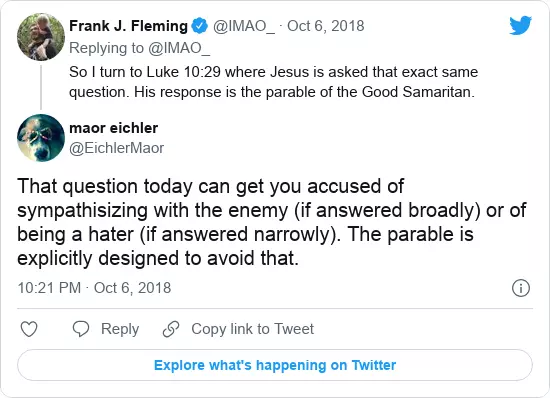 Frank J. Fleming @IMAO_ · Oct 6, 2018
Replying to @IMAO_
So I turn to Luke 10:29 where Jesus is asked that exact same
question. His response is the parable of the Good Samaritan.
maor eichler
@EichlerMaor
That question today can get you accused of
sympathisizing with the enemy (if answered broadly) or of
being a hater (if answered narrowly). The parable is
explicitly designed to avoid that.
10:21 PM · Oct 6, 2018
Reply
Copy link to Tweet
Explore what's happening on Twitter